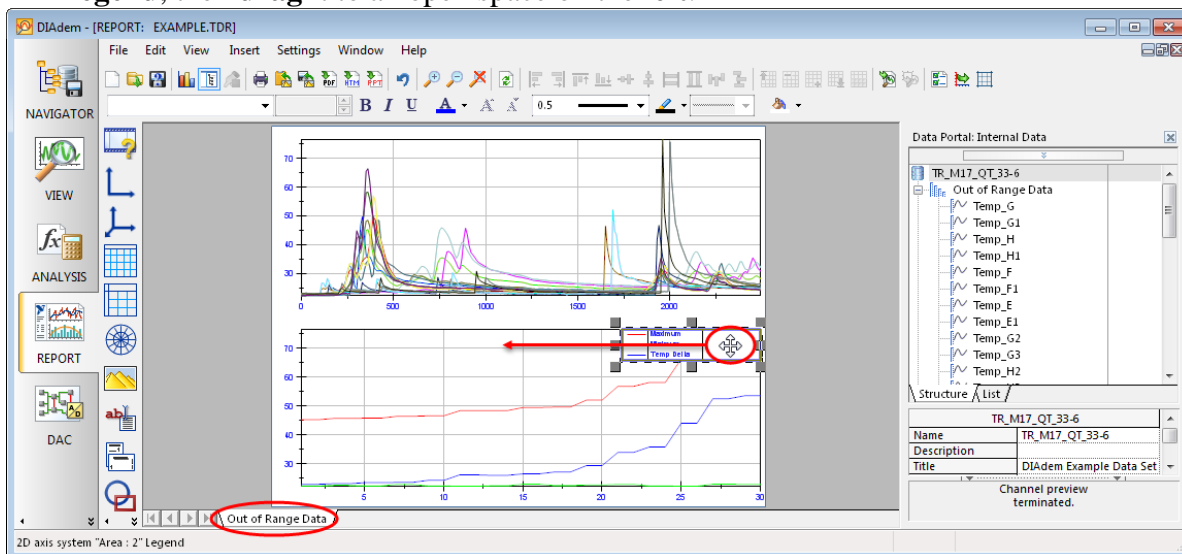 DIAdem - [REPORT: EXAMPLE.TDR]
File Edit View Insert Settings Window Help
0.5
B I U A A A
NAVIGATOR
VIEW
ANALYSIS
REPORT
DAC
70
60
50
40
30
0 500 1000 1500 2000
Maximum
Temp Delta
70
60
50
40
30
5 10 15 20 25 30
Out of Range Data
2D axis system "Area : 2" Legend
Data Portal: Internal Data
TR_M17_QT_33-6
Out of Range Data
Temp_G
Temp_G1
Temp_H
Temp_H1
Temp_F
Temp_F1
Temp_E
Temp_E1
Temp_G2
Temp_G3
Temp_H2
Structure List
TR_M17_QT_33-6
Name TR_M17_QT_33-6
Description
Title DIAdem Example Data Set
Channel preview
terminated.